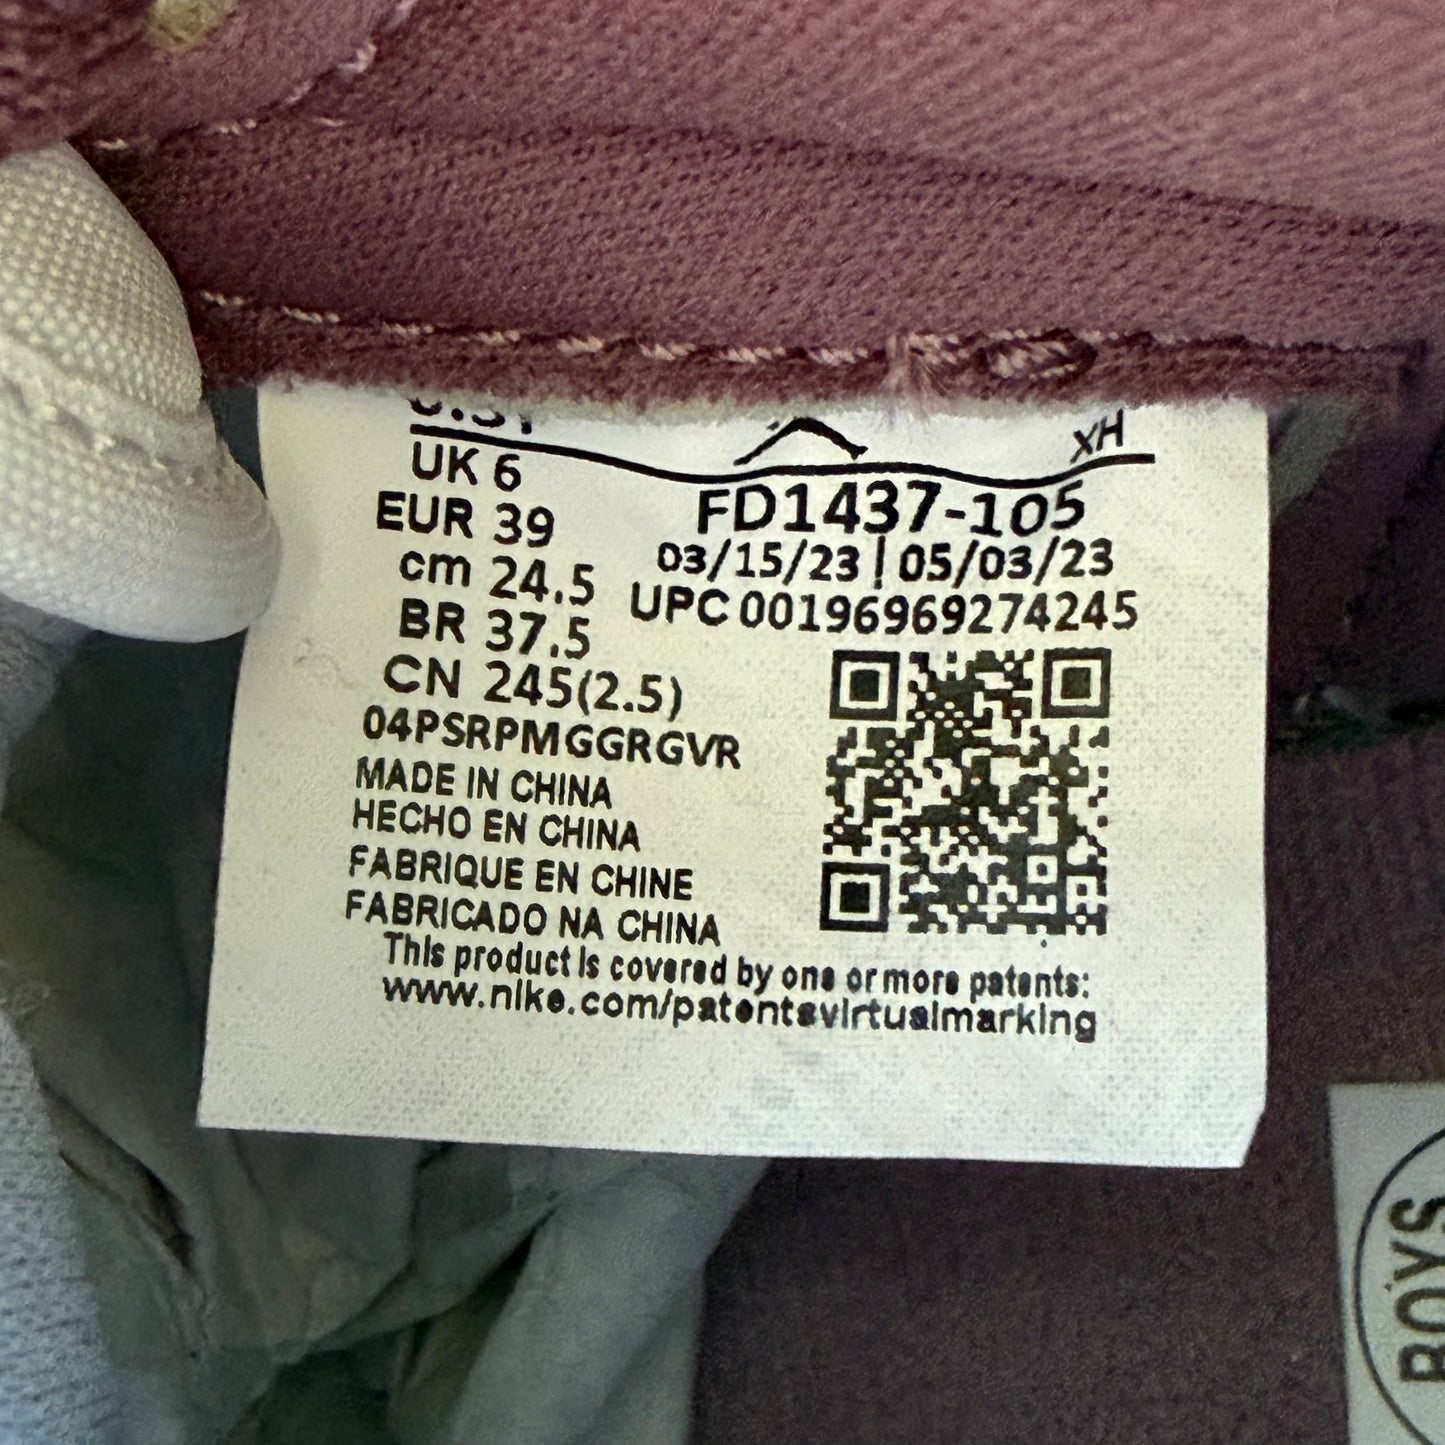 XH
UK 6
EUR 39
cm 24.5
BR 37.5
CN 245(2.5)
FD1437-105
03/15/23 | 05/03/23
UPC 00196969274245
04PSRPMGGRGVR
MADE IN CHINA
HECHO EN CHINA
FABRIQUE EN CHINE
FABRICADO NA CHINA
This product is covered by one or more patents:
www.nike.com/patentsvirtualmarking
BOYS